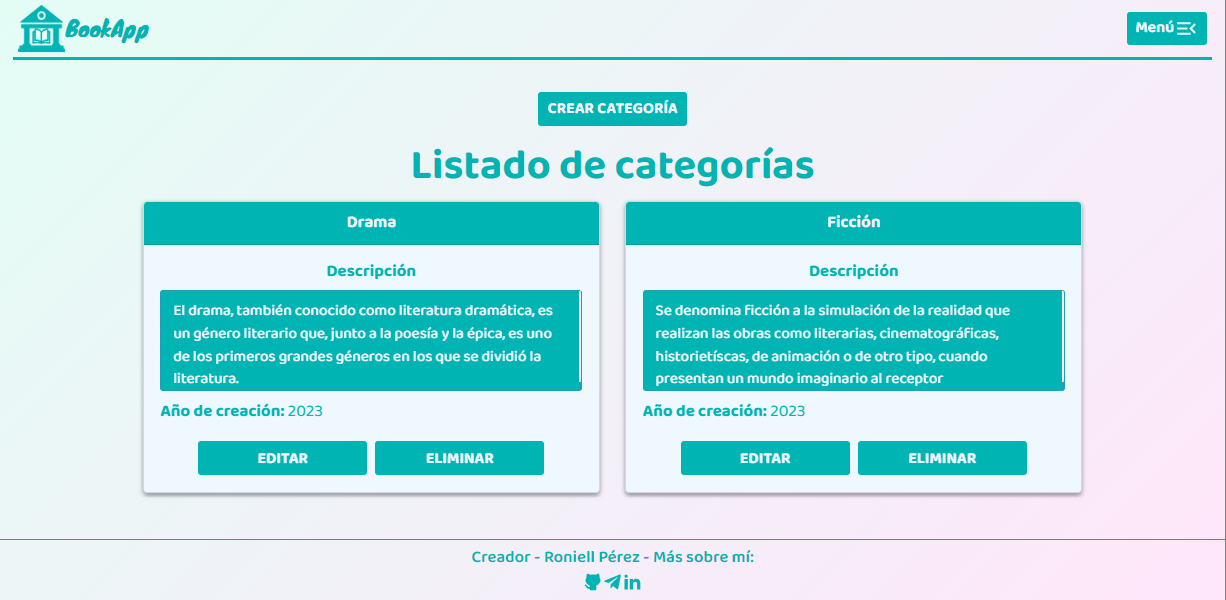 BookApp
Menú
CREAR CATEGORÍA
Listado de categorías
Drama
Descripción
El drama, también conocido como literatura dramática, es
un género literario que, junto a la poesía y la épica, es uno
de los primeros grandes géneros en los que se dividió la
literatura.
Año de creación: 2023
EDITAR
ELIMINAR
Ficción
Descripción
Se denomina ficción a la simulación de la realidad que
realizan las obras como literarias, cinematográficas,
historietíscas, de animación o de otro tipo, cuando
presentan un mundo imaginario al receptor
Año de creación: 2023
EDITAR
ELIMINAR
Creador - Roniell Pérez - Más sobre mí:
in